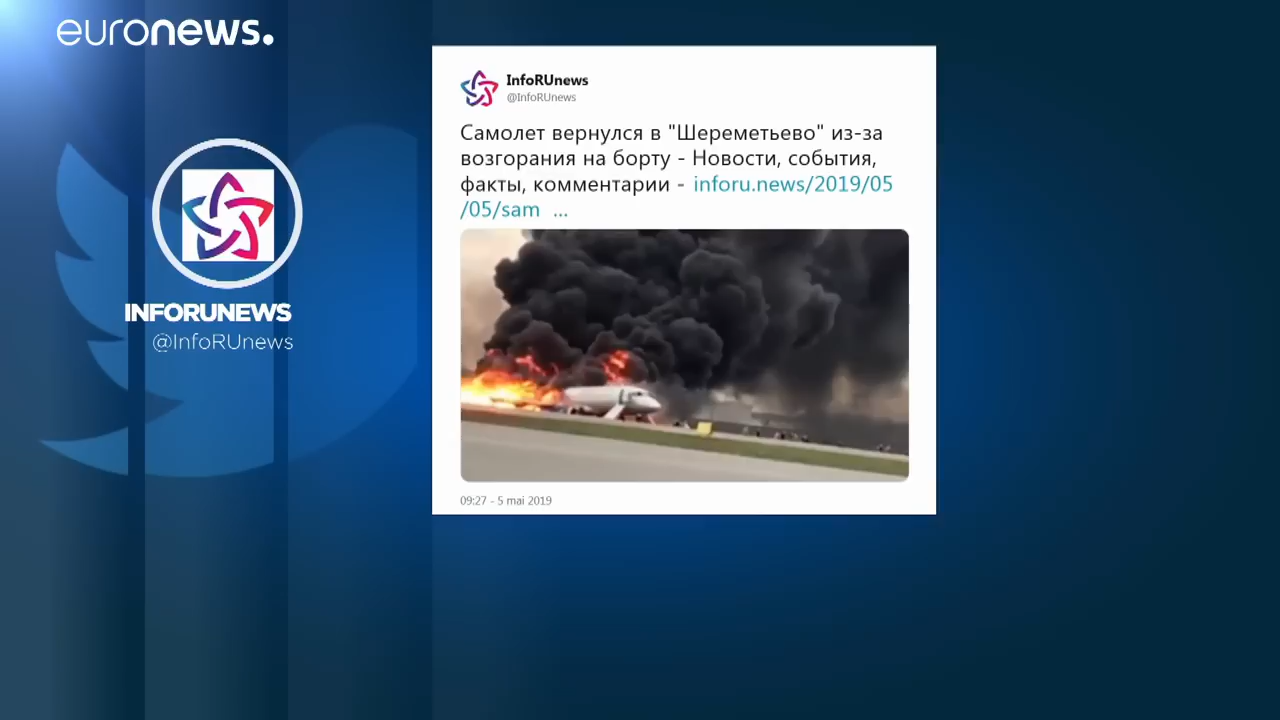 euronews.
InfoRUnews
@InfoRUnews
Самолет вернулся в "Шереметьево" из-за
возгорания на борту - Новости, события,
факты, комментарии - inforu.news/2019/05
/05/sam ...
09:27 - 5 mai 2019
INFORUNEWS
@InfoRUnews